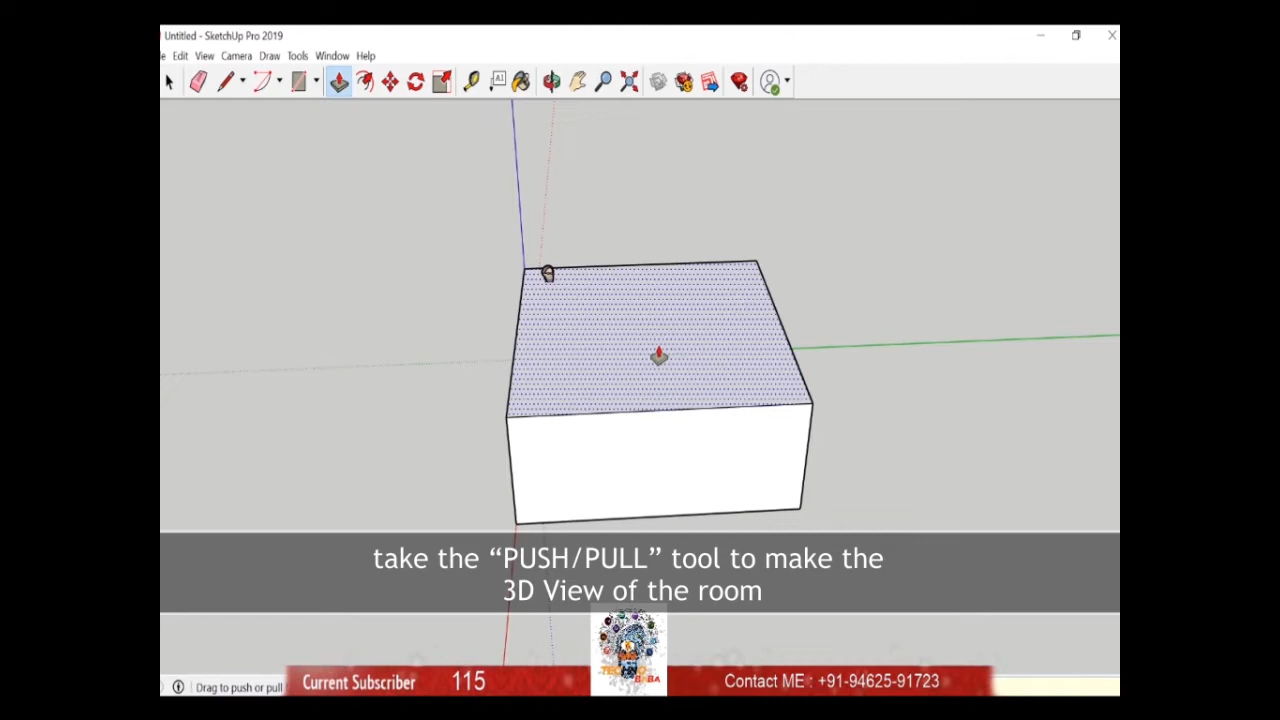 Untitled - SketchUp Pro 2019
Edit View Camera Draw Tools Window Help
A1
take the “PUSH/PULL” tool to make the
3D View of the room
Drag to push or pull
Current Subscriber 115
Contact ME : +91-94625-91723